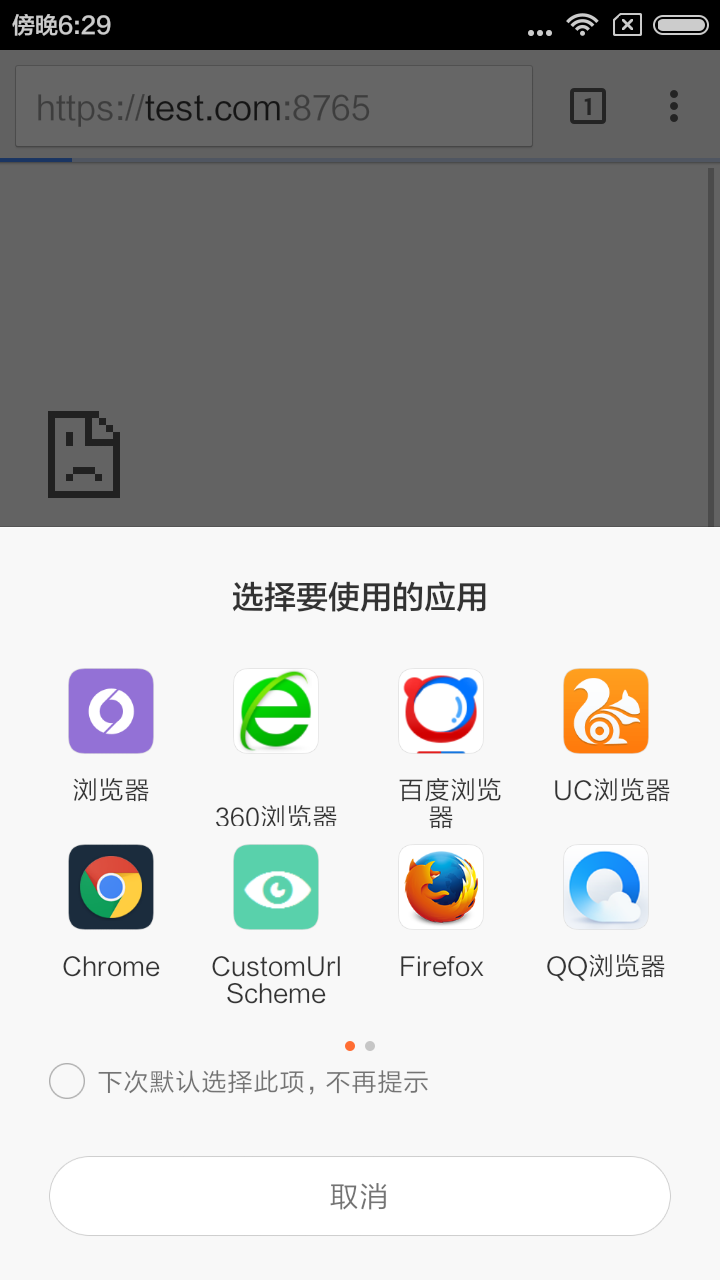 傍晚6:29
https://test.com:8765
1
选择要使用的应用
浏览器
360浏览器
百度浏览
器
UC浏览器
Chrome
CustomUrl
Scheme
Firefox
QQ浏览器
下次默认选择此项，不再提示
取消